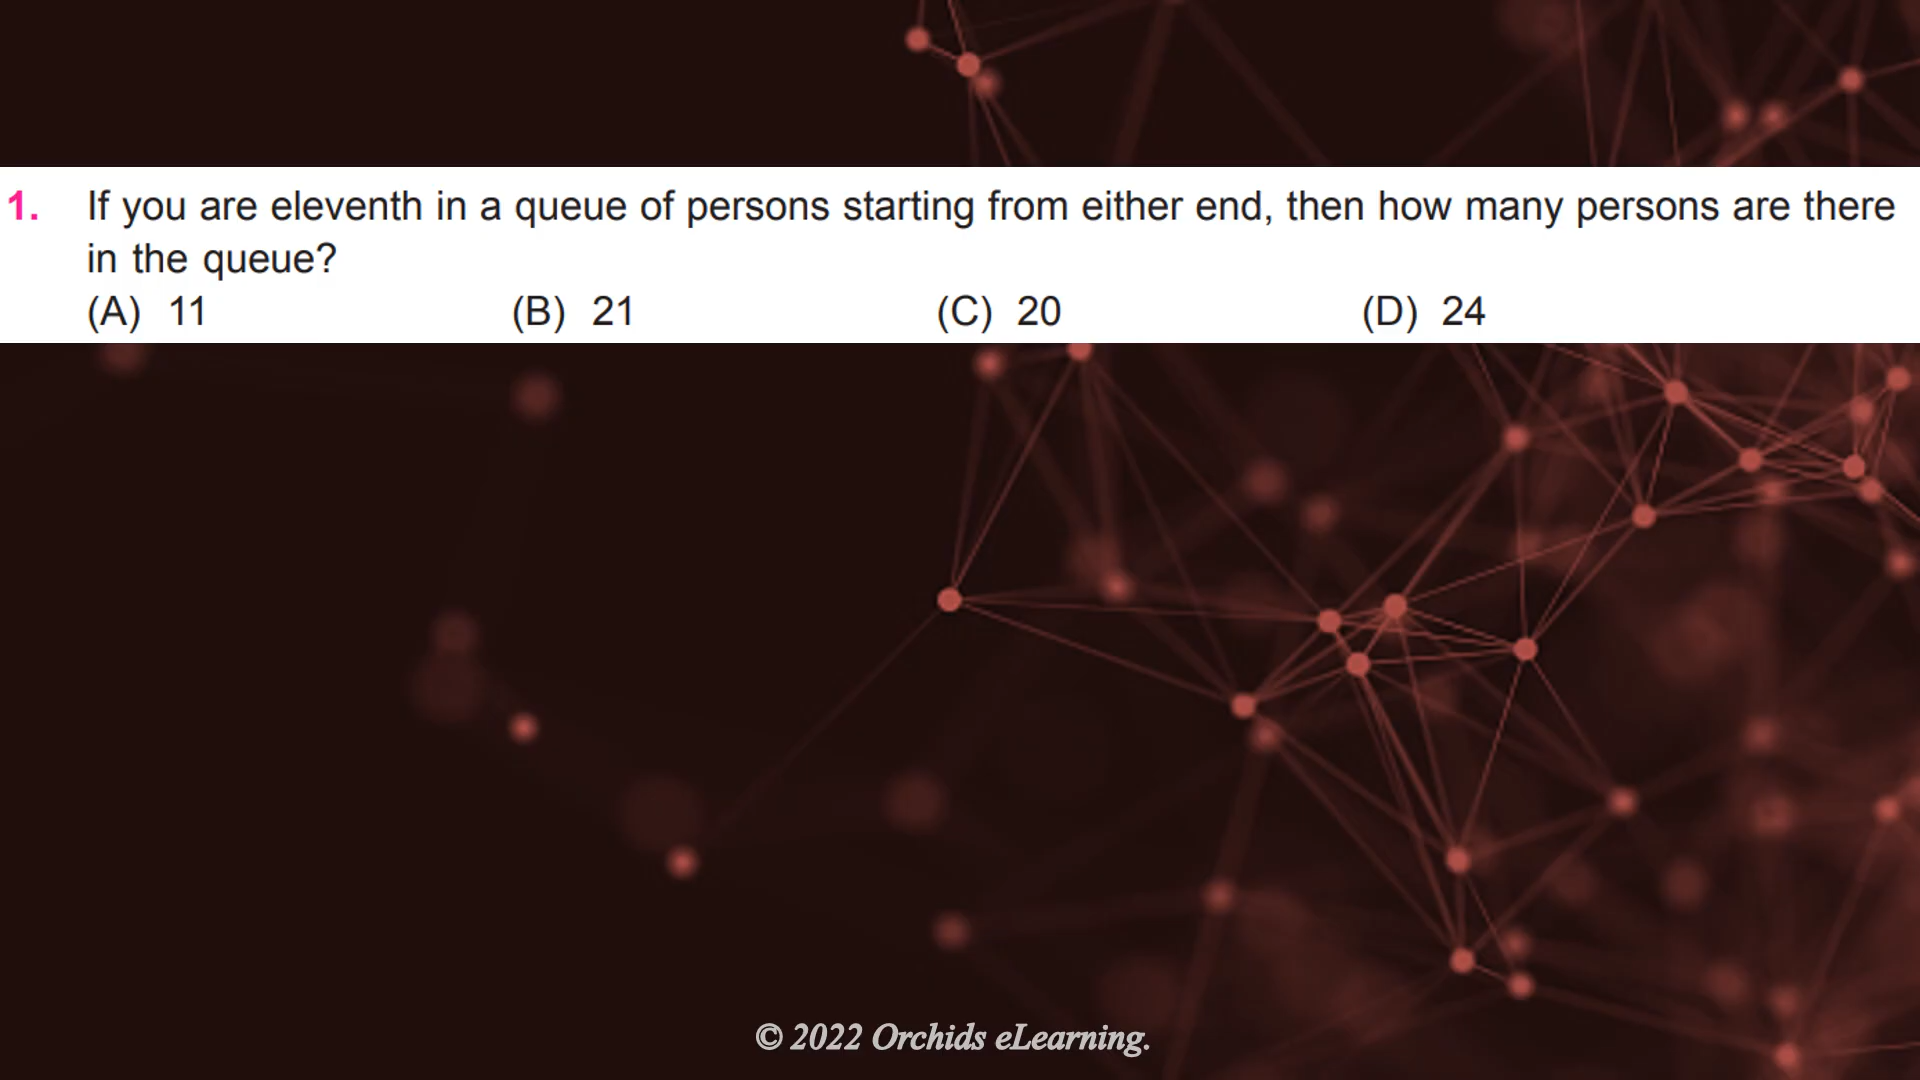 1. If you are eleventh in a queue of persons starting from either end, then how many persons are there
in the queue?
(A) 11 (B) 21 (C) 20 (D) 24
© 2022 Orchids eLearning.